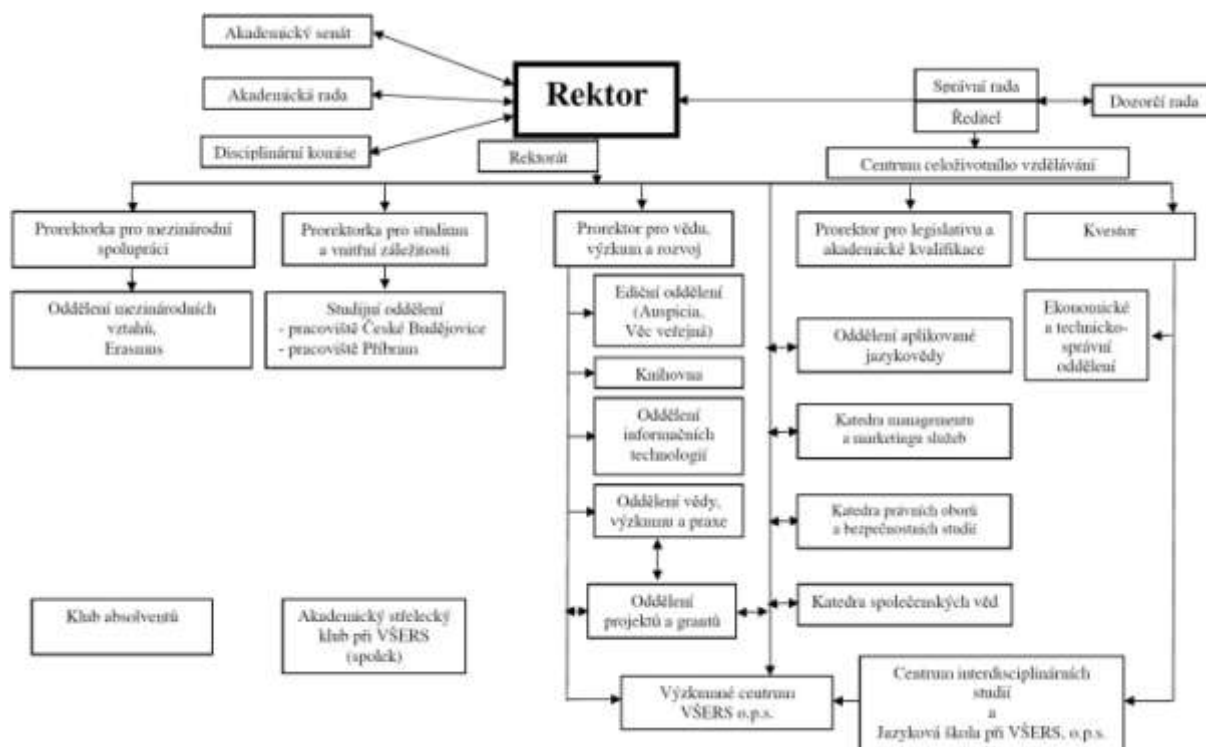 Akademický senát
Akademická rada
Disciplinární komise
Rektor
Rektorát
Správní rada
Ředitel
Dozorčí rada
Centrum celoživotního vzdělávání
Prorektorka pro mezinárodní
spolupráci
Prorektorka pro studium
a vnitřní záležitosti
Prorektor pro vědu,
výzkum a rozvoj
Prorektor pro legislativu a
akademické kvalifikace
Kvestor
Oddělení mezinárodních
vztahů,
Erasmus
Studijní oddělení
- pracoviště České Budějovice
- pracoviště Příbram
Ediční oddělení
(Auspicia,
Věc veřejná)
Knihovna
Oddělení
informačních
technologií
Oddělení vědy,
výzkumu a praxe
Oddělení
projektů a grantů
Oddělení aplikované
jazykovědy
Katedra managementu
a marketingu služeb
Katedra právních oborů
a bezpečnostních studií
Katedra společenských věd
Ekonomické
a technicko-
správní
oddělení
Klub absolventů
Akademický střelecký
klub při VŠERS
(spolek)
Výzkumné centrum
VŠERS o.p.s.
Centrum interdisciplinárních
studií
a
Jazyková škola při VŠERS, o.p.s.